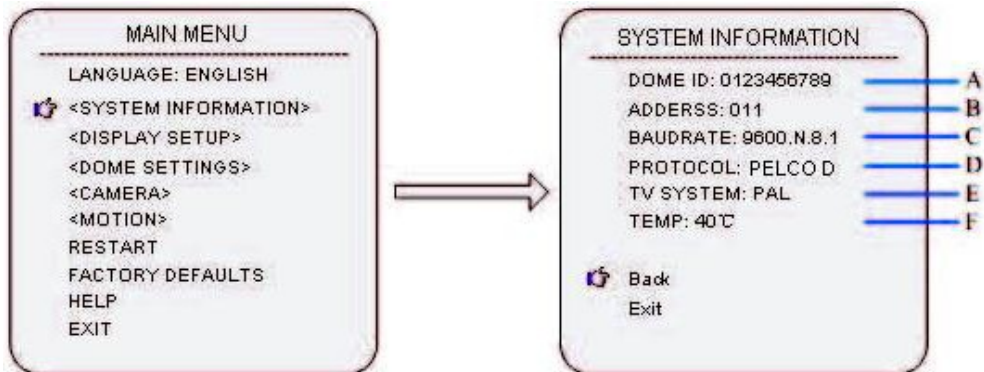 MAIN MENU
LANGUAGE: ENGLISH
<SYSTEM INFORMATION>
<DISPLAY SETUP>
<DOME SETTINGS>
<CAMERA>
<MOTION>
RESTART
FACTORY DEFAULTS
HELP
EXIT
SYSTEM INFORMATION
DOME ID: 0123456789 A
ADDERSS: 011 B
BAUDRATE: 9600.N.8.1 C
PROTOCOL: PELCO D D
TV SYSTEM: PAL E
TEMP: 40℃ F
Back
Exit